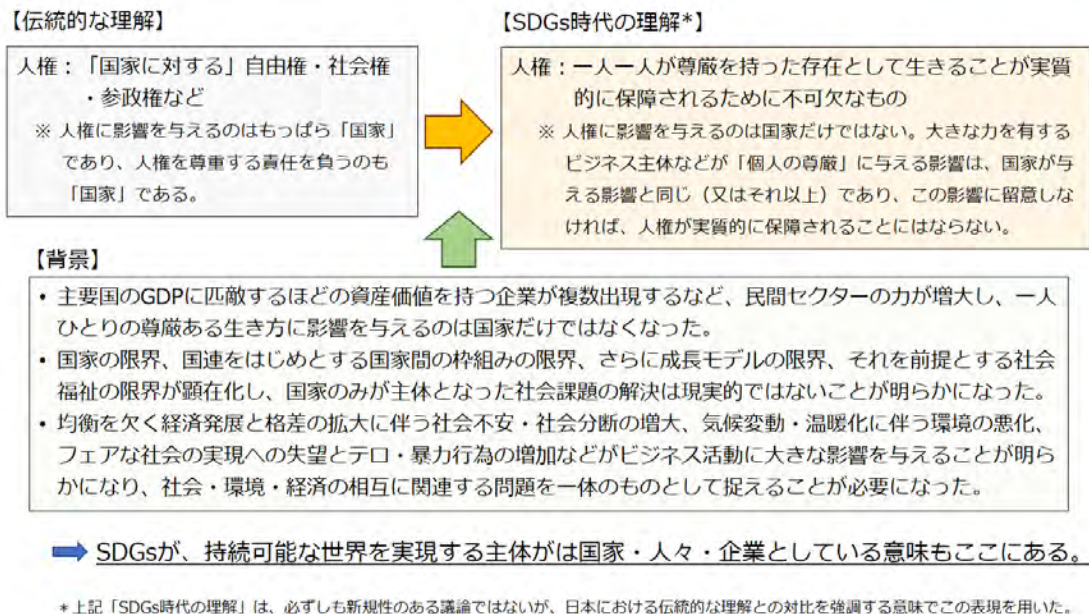 【伝統的な理解】
人権：「国家に対する」自由権・社会権
・参政権など
※ 人権に影響を与えるのはもっぱら「国家」
であり、人権を尊重する責任を負うのも
「国家」である。
【SDGs時代の理解*】
人権：一人一人が尊厳を持った存在として生きることが実質
的に保障されるために不可欠なもの
※ 人権に影響を与えるのは国家だけではない。大きな力を有する
ビジネス主体などが「個人の尊厳」に与える影響は、国家が与
える影響と同じ（又はそれ以上）であり、この影響に留意しな
ければ、人権が実質的に保障されることにはならない。
【背景】
• 主要国のGDPに匹敵するほどの資産価値を持つ企業が複数出現するなど、民間セクターの力が増大し、一人
ひとりの尊厳ある生き方に影響を与えるのは国家だけではなくなった。
• 国家の限界、国連をはじめとする国家間の枠組みの限界、さらに成長モデルの限界、それを前提とする社会
福祉の限界が顕在化し、国家のみが主体となった社会課題の解決は現実的ではないことが明らかになった。
• 均衡を欠く経済発展と格差の拡大に伴う社会不安・社会分断の増大、気候変動・温暖化に伴う環境の悪化、
フェアな社会の実現への失望とテロ・暴力行為の増加などがビジネス活動に大きな影響を与えることが明ら
かになり、社会・環境・経済の相互に関連する問題を一体のものとして捉えることが必要になった。
SDGsが、持続可能な世界を実現する主体がは国家・人々・企業としている意味もここにある。
*上記「SDGs時代の理解」は、必ずしも新規性のある議論ではないが、日本における伝統的な理解との対比を強調する意味でこの表現を用いた。